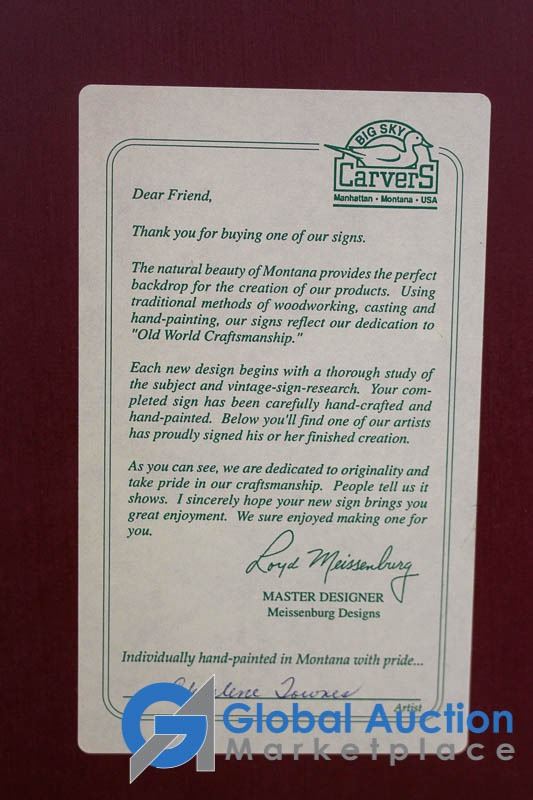 BIG SKY
CarverS
Manhattan • Montana • USA
Dear Friend,
Thank you for buying one of our signs.
The natural beauty of Montana provides the perfect
backdrop for the creation of our products. Using
traditional methods of woodworking, casting and
hand-painting, our signs reflect our dedication to
"Old World Craftsmanship."
Each new design begins with a thorough study of
the subject and vintage-sign-research. Your com-
pleted sign has been carefully hand-crafted and
hand-painted. Below you'll find one of our artists
has proudly signed his or her finished creation.
As you can see, we are dedicated to originality and
take pride in our craftsmanship. People tell us it
shows. I sincerely hope your new sign brings you
great enjoyment. We sure enjoyed making one for
you.
Loyd Meissenburg
MASTER DESIGNER
Meissenburg Designs
Individually hand-painted in Montana with pride...
Townes
Artist
Global Auction
Marketplace